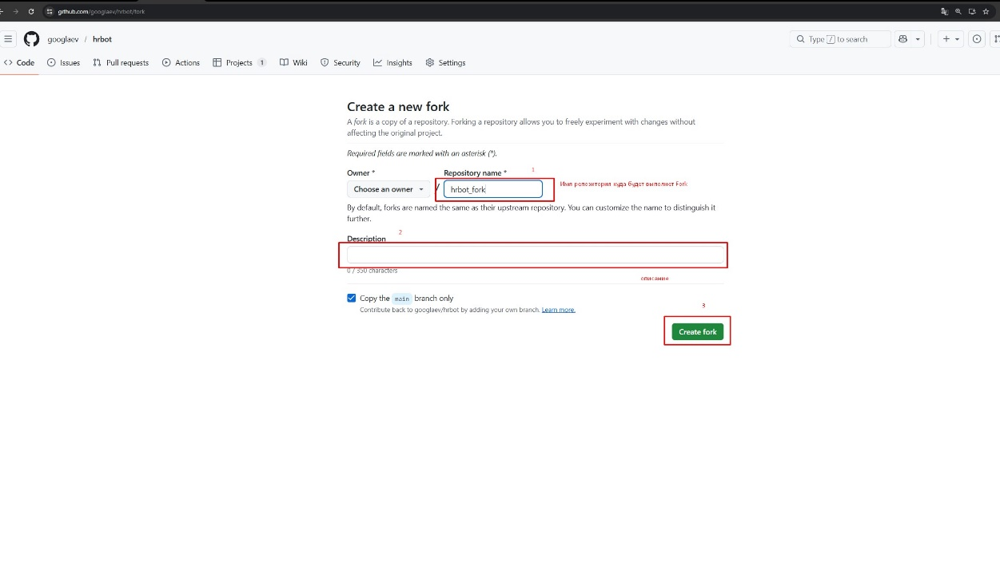 github.com/googlaev/hrbot/fork
googlaev / hrbot
Type / to search
Code Issues Pull requests Actions Projects 1 Wiki Security Insights Settings
Create a new fork
A fork is a copy of a repository. Forking a repository allows you to freely experiment with changes without
affecting the original project.
Required fields are marked with an asterisk (*).
Owner * Repository name * 1
Choose an owner / hrbot_fork Имя репозитория куда будет выполнет Fork
By default, forks are named the same as their upstream repository. You can customize the name to distinguish it
further.
Description 2
0 / 350 characters
описание
Copy the main branch only
Contribute back to googlaev/hrbot by adding your own branch. Learn more.
3
Create fork